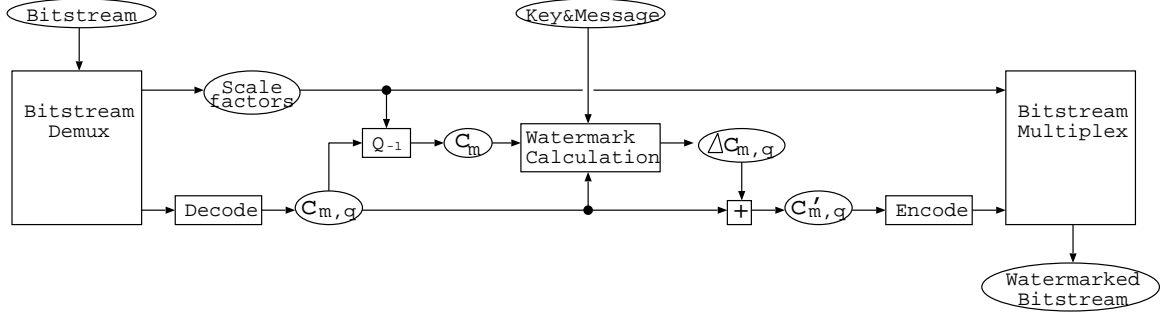 Bitstream
Key&Message
Scale
factors
Bitstream
Demux
Bitstream
Multiplex
Q-1
Cm
Watermark
Calculation
ΔCm,q
Decode
Cm,q
+
C′m,q
Encode
Watermarked
Bitstream